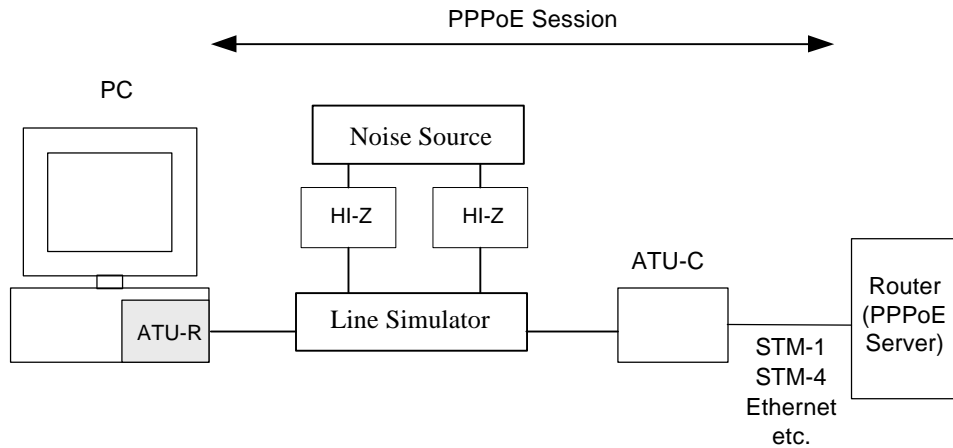 PPPoE Session
PC
Noise Source
HI-Z
HI-Z
ATU-C
ATU-R
Line Simulator
Router
(PPPoE
Server)
STM-1
STM-4
Ethernet
etc.